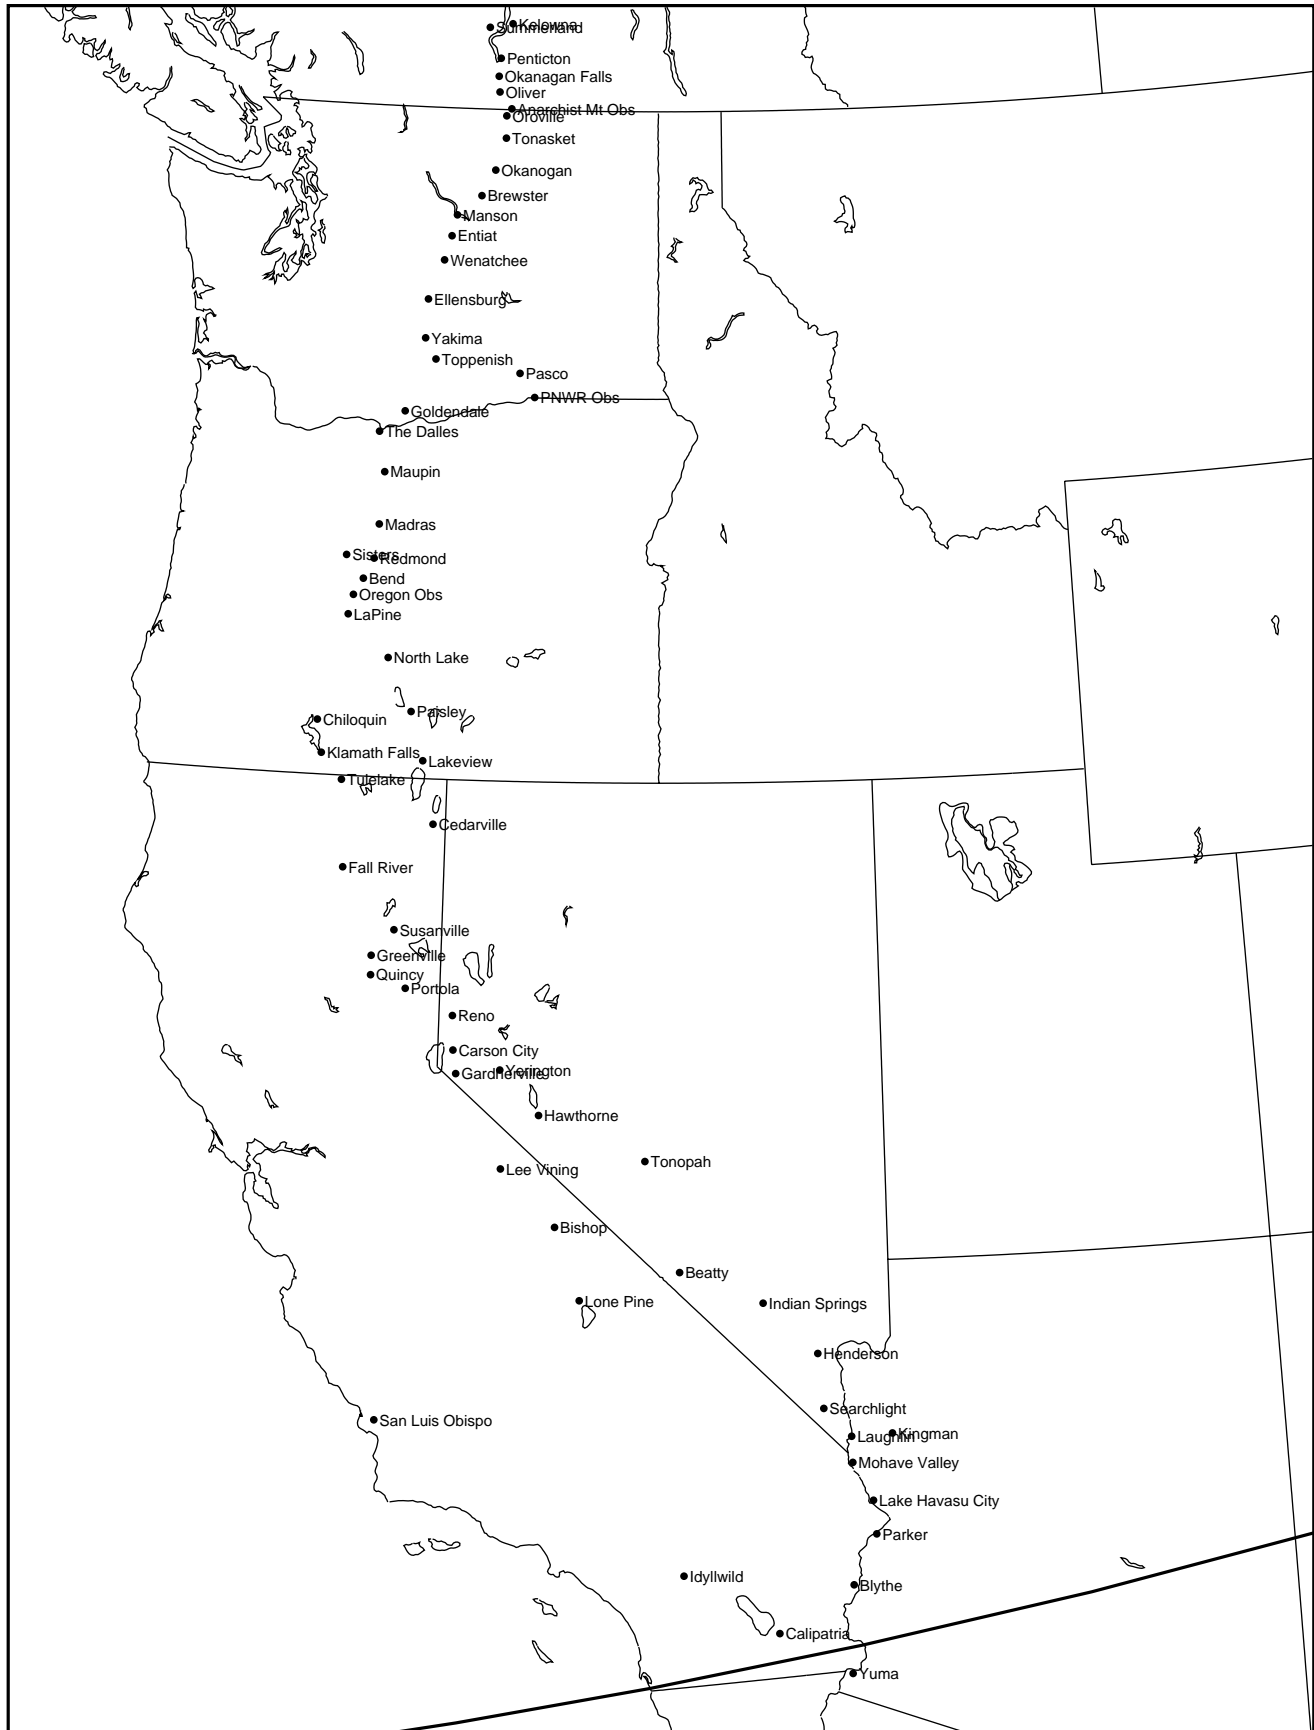 Kelowna
Summerland
Penticton
Okanagan Falls
Oliver
Anarchist Mt Obs
Oroville
Tonasket
Okanogan
Brewster
Manson
Entiat
Wenatchee
Ellensburg
Yakima
Toppenish
Pasco
PNWR Obs
Goldendale
The Dalles
Maupin
Madras
Sisters
Redmond
Bend
Oregon Obs
LaPine
North Lake
Paisley
Chiloquin
Klamath Falls
Lakeview
Tulelake
Cedarville
Fall River
Susanville
Greenville
Quincy
Portola
Reno
Carson City
Yerington
Gardnerville
Hawthorne
Tonopah
Lee Vining
Bishop
Beatty
Lone Pine
Indian Springs
Henderson
Searchlight
San Luis Obispo
Kingman
Laughlin
Mohave Valley
Lake Havasu City
Parker
Idyllwild
Blythe
Calipatria
Yuma